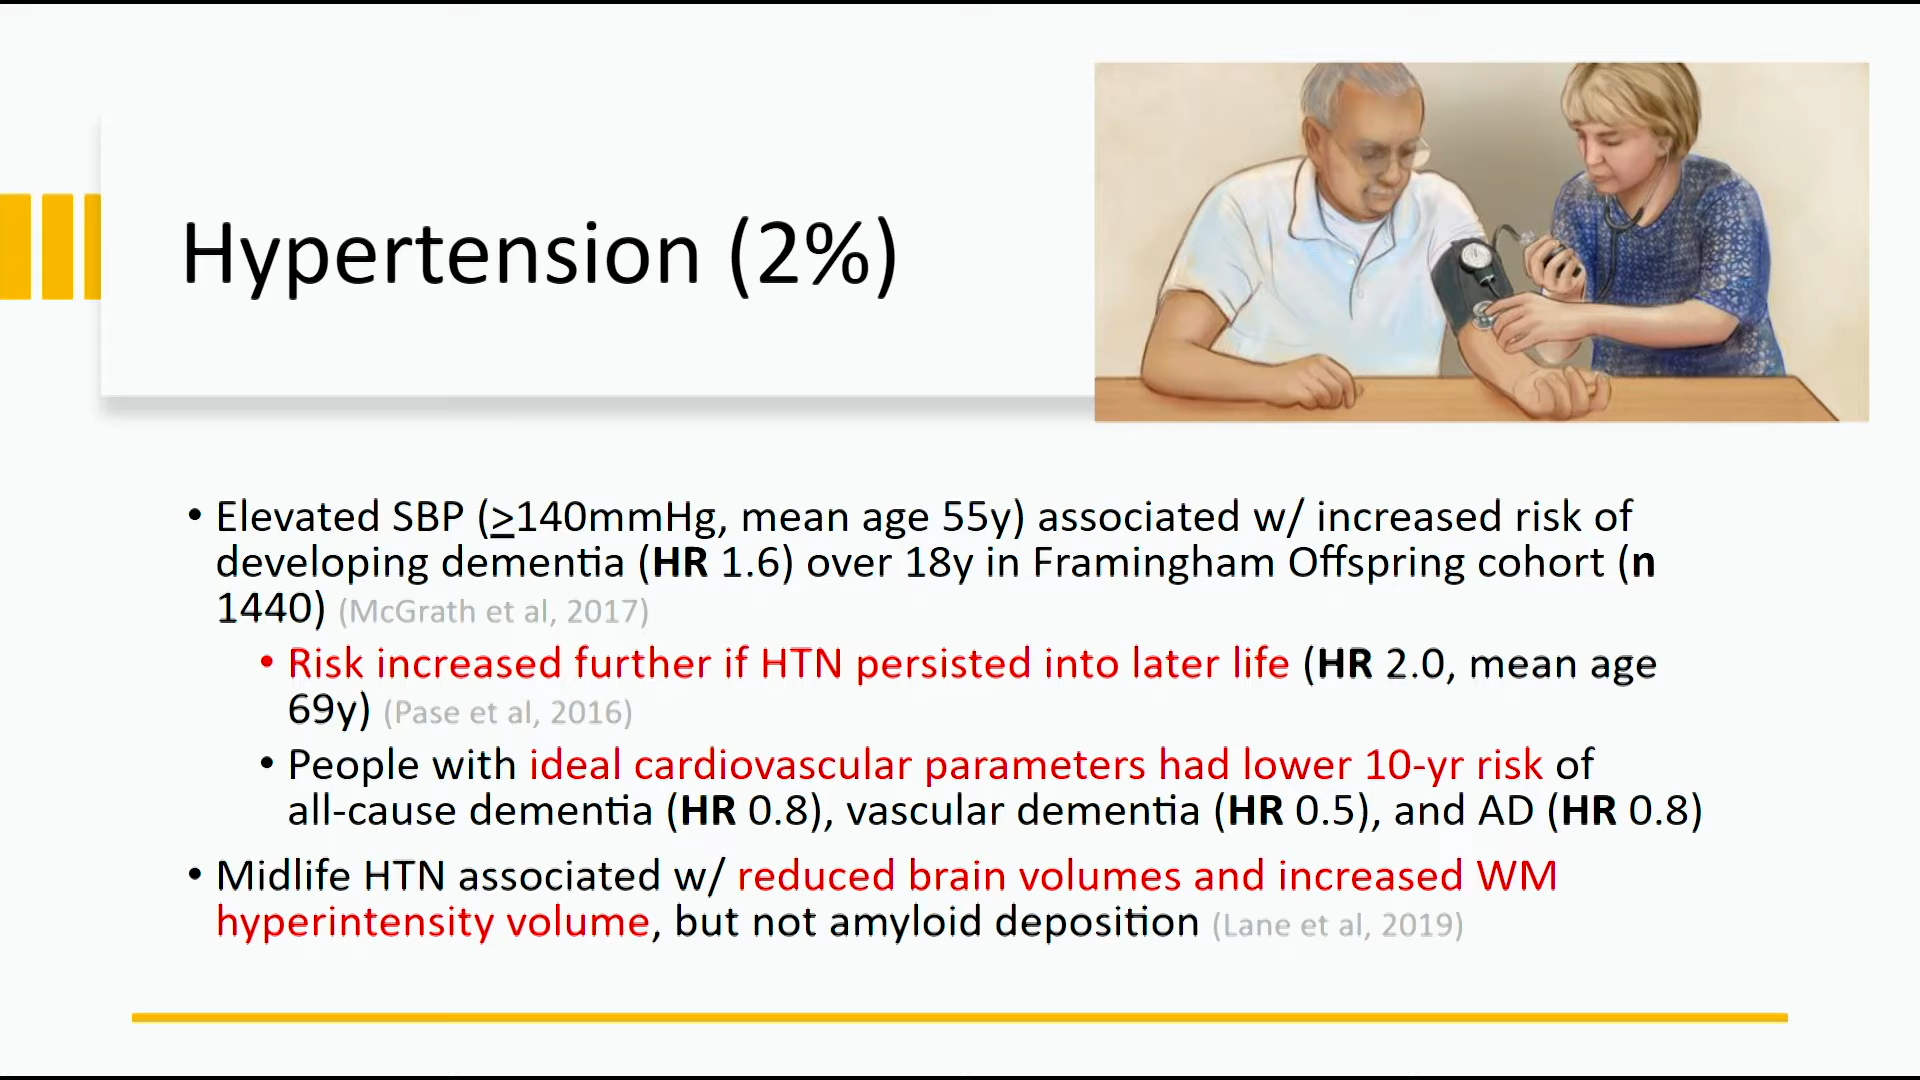 Hypertension (2%)
• Elevated SBP (≥140mmHg, mean age 55y) associated w/ increased risk of
developing dementia (HR 1.6) over 18y in Framingham Offspring cohort (n
1440) (McGrath et al, 2017)
• Risk increased further if HTN persisted into later life (HR 2.0, mean age
69y) (Pase et al, 2016)
• People with ideal cardiovascular parameters had lower 10-yr risk of
all-cause dementia (HR 0.8), vascular dementia (HR 0.5), and AD (HR 0.8)
• Midlife HTN associated w/ reduced brain volumes and increased WM
hyperintensity volume, but not amyloid deposition (Lane et al, 2019)